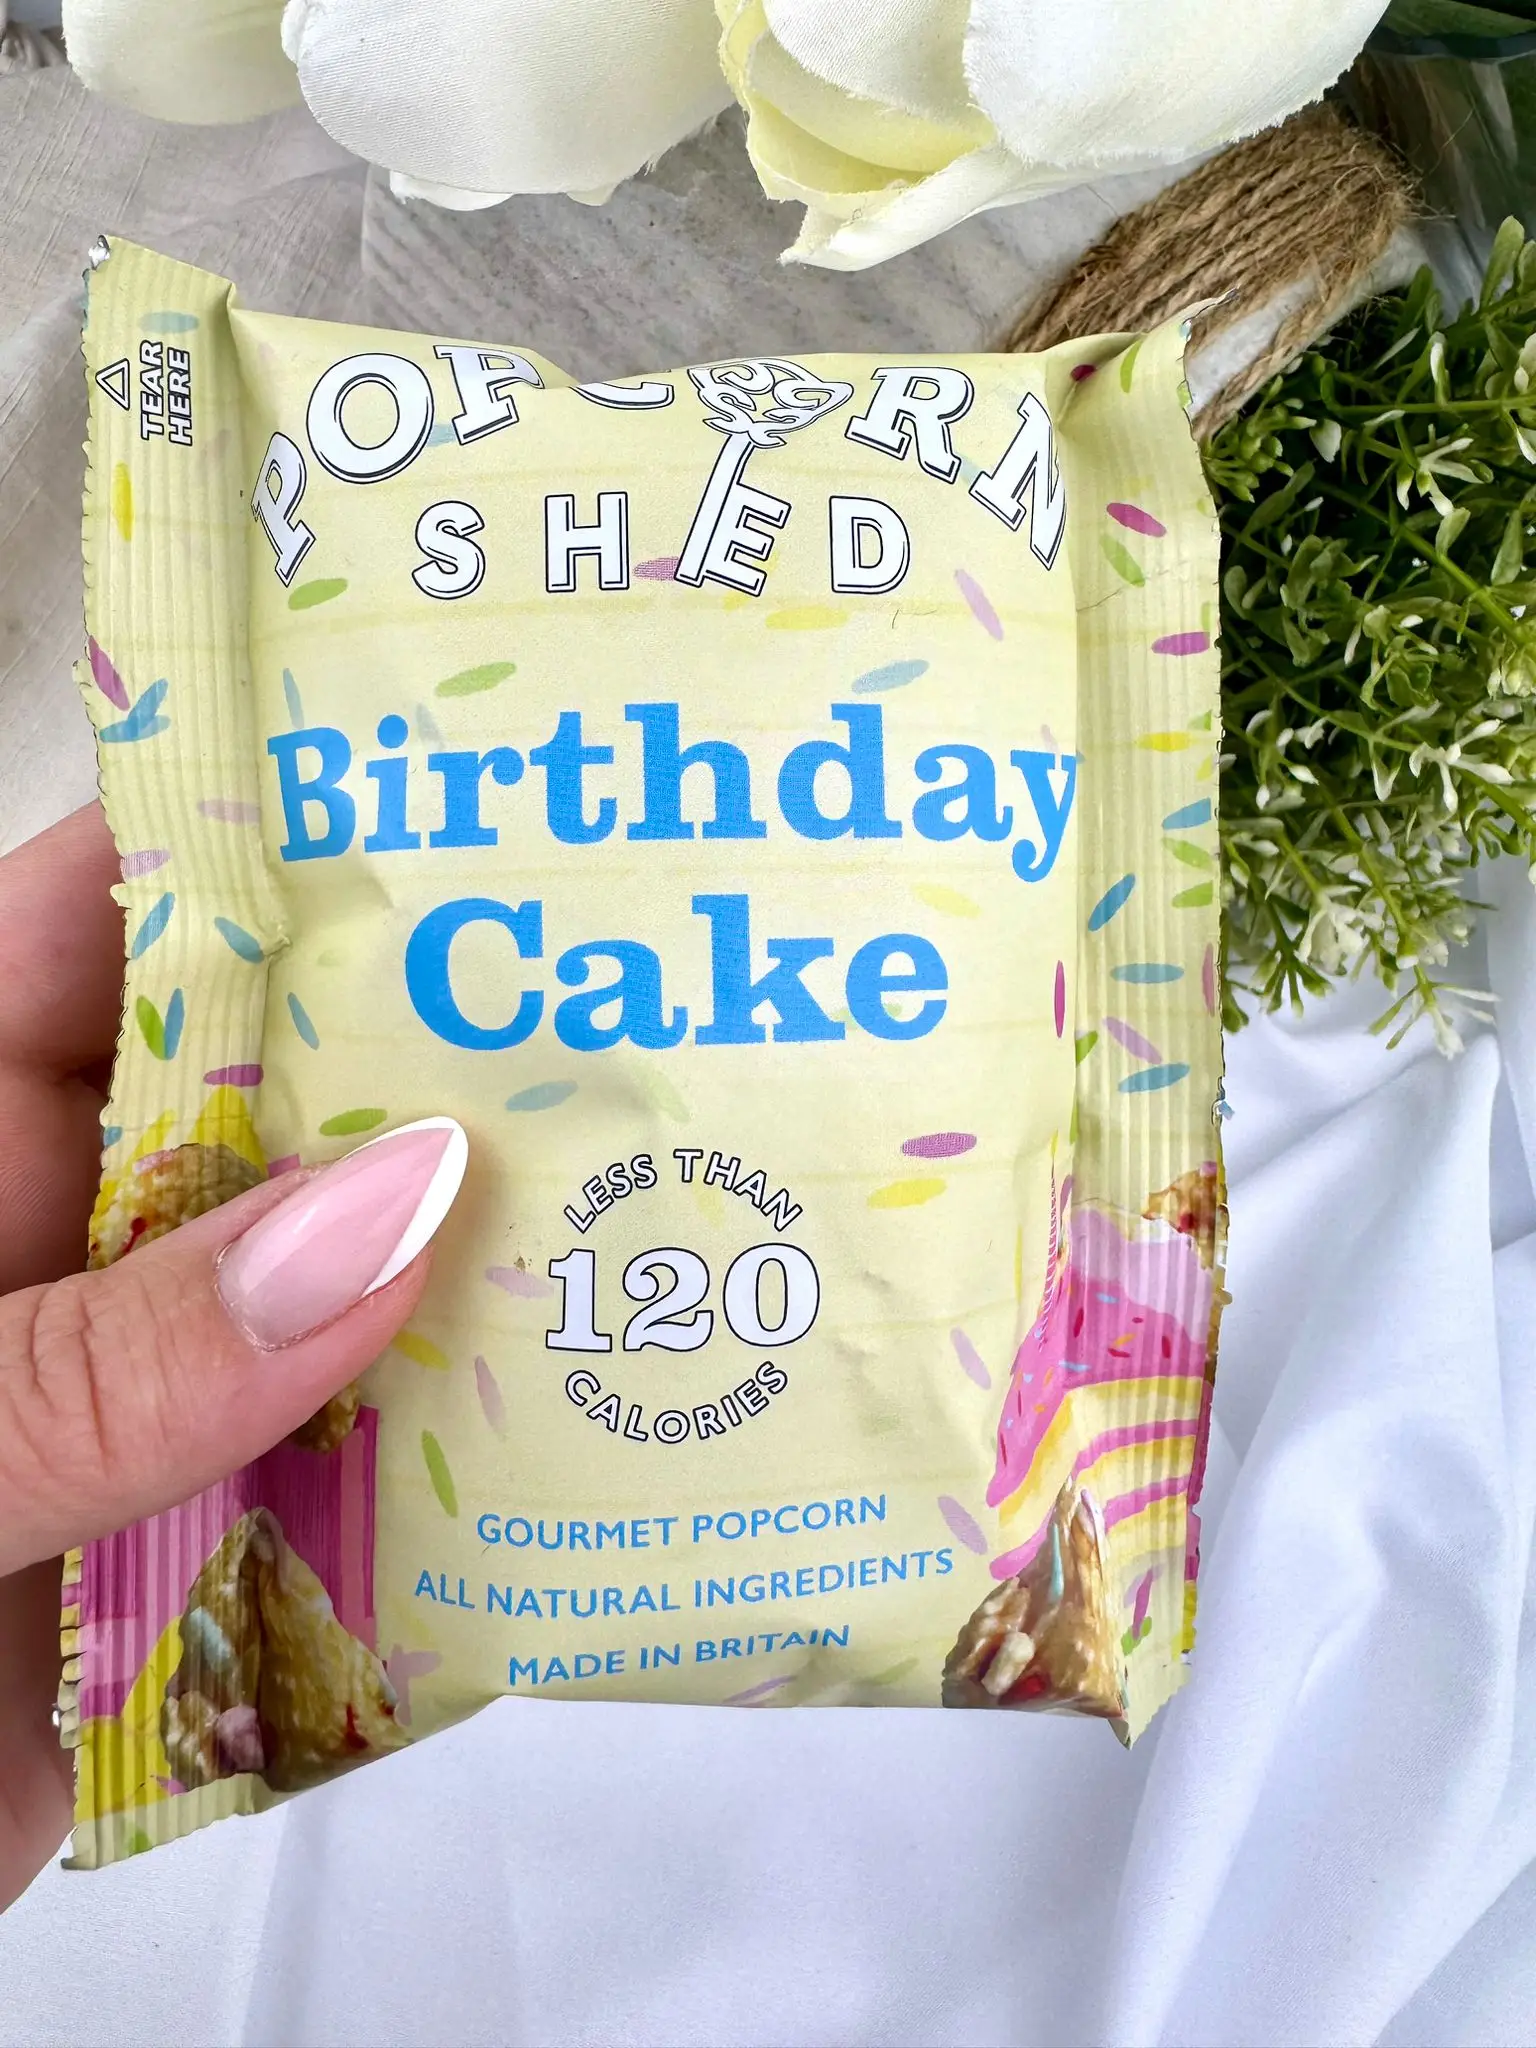 TEAR
HERE
POPCORN
SHED
Birthday
Cake
LESS THAN
120
CALORIES
GOURMET POPCORN
ALL NATURAL INGREDIENTS
MADE IN BRITAIN